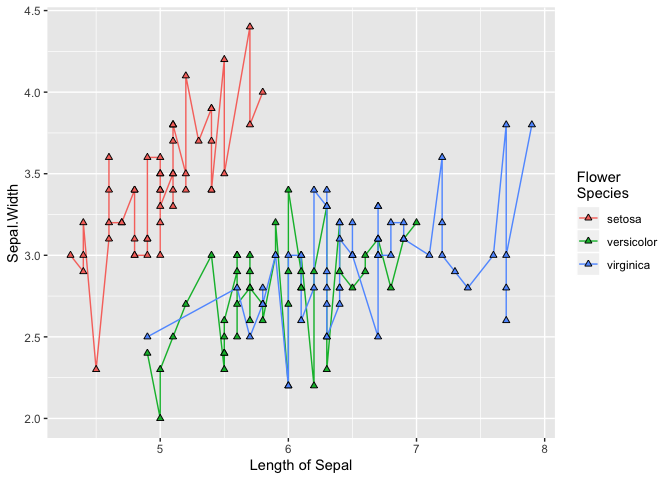 4.5
4.0
3.5
3.0
2.5
2.0
Sepal.Width
5 6 7 8
Length of Sepal
Flower
Species
setosa
versicolor
virginica